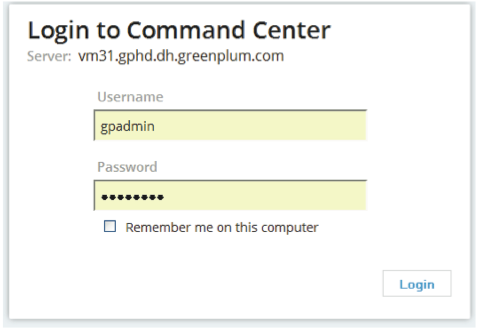 Login to Command Center
Server: vm31.gphd.dh.greenplum.com
Username
gpadmin
Password
••••••••
Remember me on this computer
Login